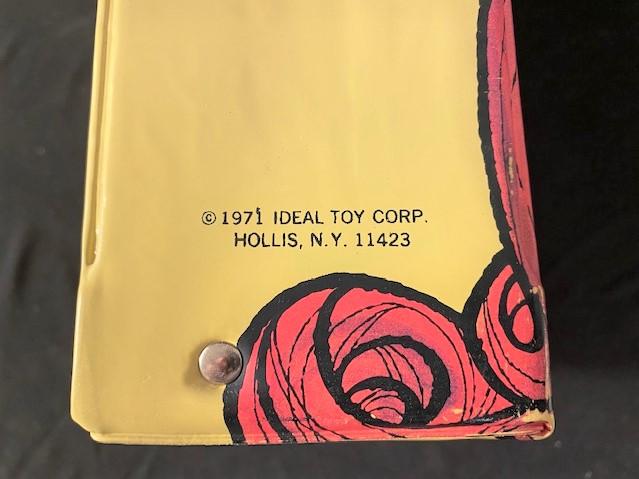 © 1971 IDEAL TOY CORP.
HOLLIS, N.Y. 11423